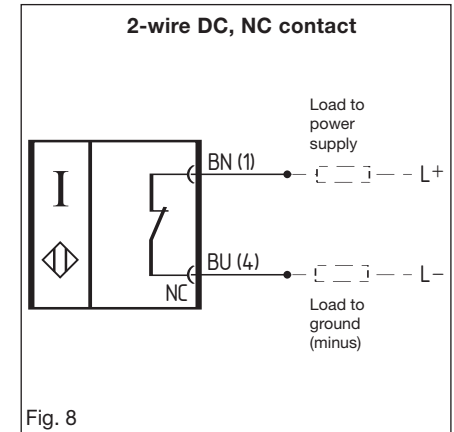 2-wire DC, NC contact
Load to
power
supply
I
BN (1)
L+
BU (4)
L–
NC
Load to
ground
(minus)
Fig. 8